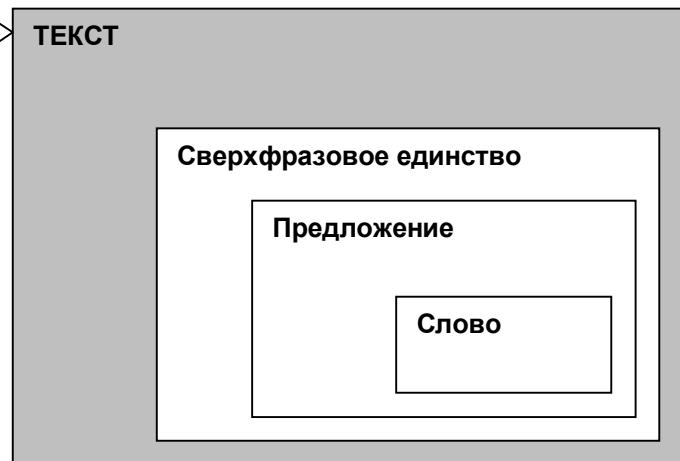 ТЕКСТ
Сверхфразовое единство
Предложение
Слово